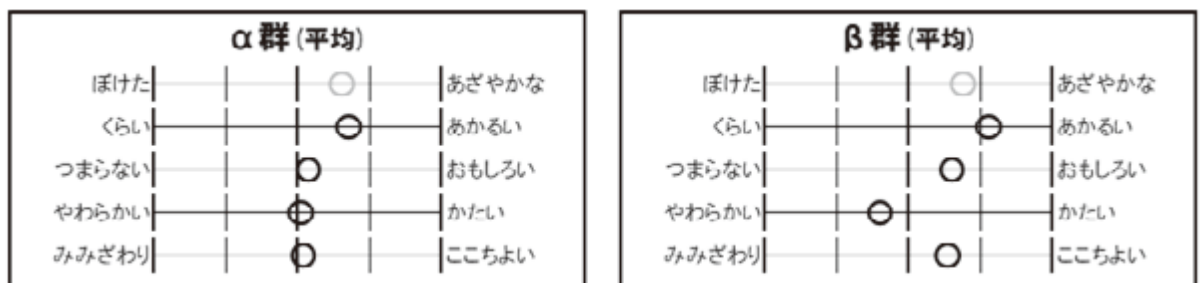 α群(平均)
ぼけた あざやかな
くらい あかるい
つまらない おもしろい
やわらかい かたい
みみざわり ここちよい
β群(平均)
ぼけた あざやかな
くらい あかるい
つまらない おもしろい
やわらかい かたい
みみざわり ここちよい